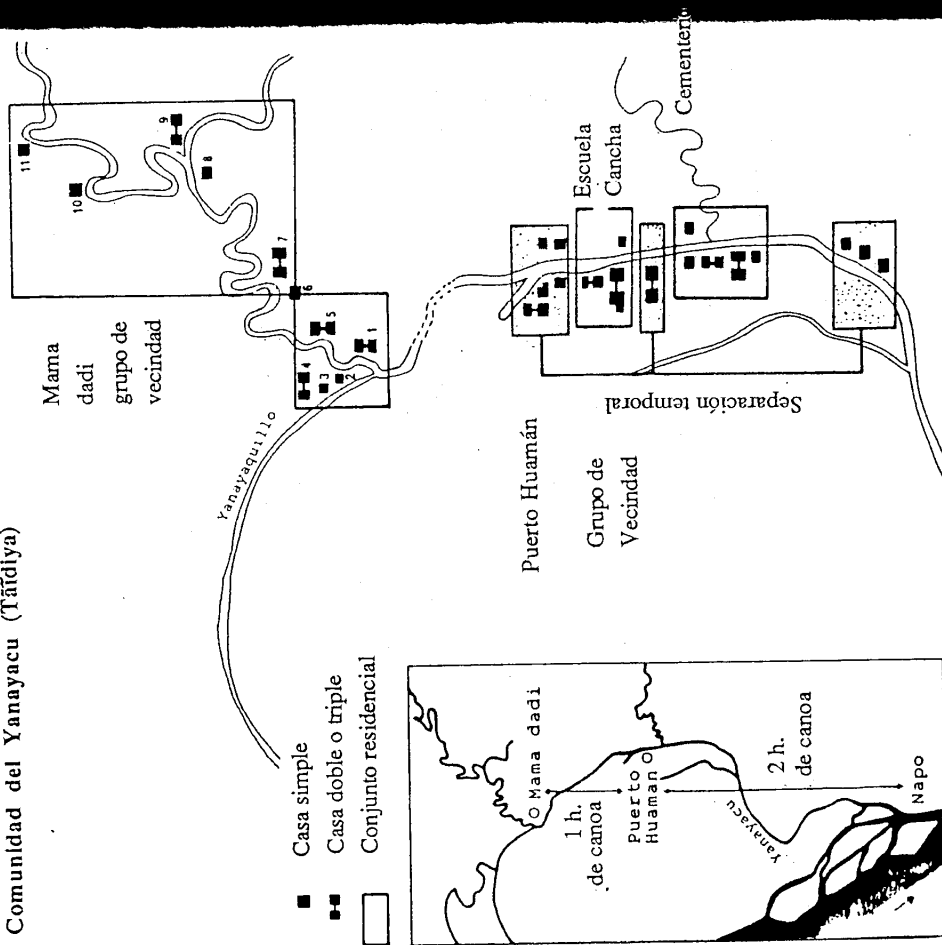 Comunidad del Yanayacu (Tãĩdiya)
Mama
dadi
grupo de
vecindad
11
10
9
8
7
6
5
4
3
2
1
Yanayaquillo
Casa simple
Casa doble o triple
Conjunto residencial
Escuela
Cancha
Cementerio
Separación temporal
Puerto Huamán
Grupo de
Vecindad
Mama dadi
1 h.
de canoa
Puerto
Huaman
2 h.
de canoa
Yanayacu
Napo